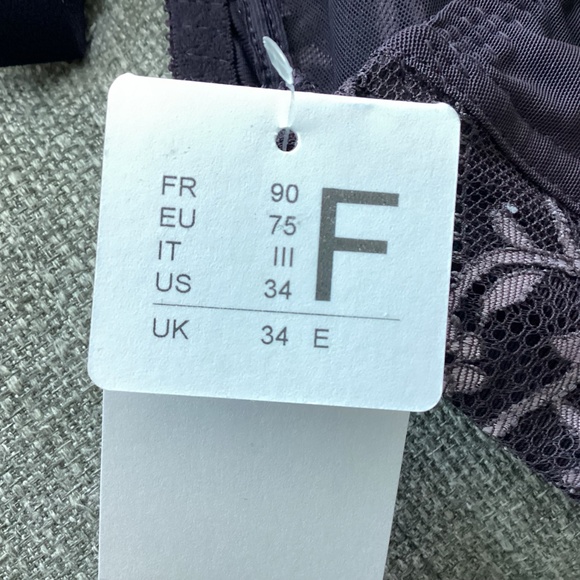 FR 90 F
EU 75
IT III
US 34
UK 34 E